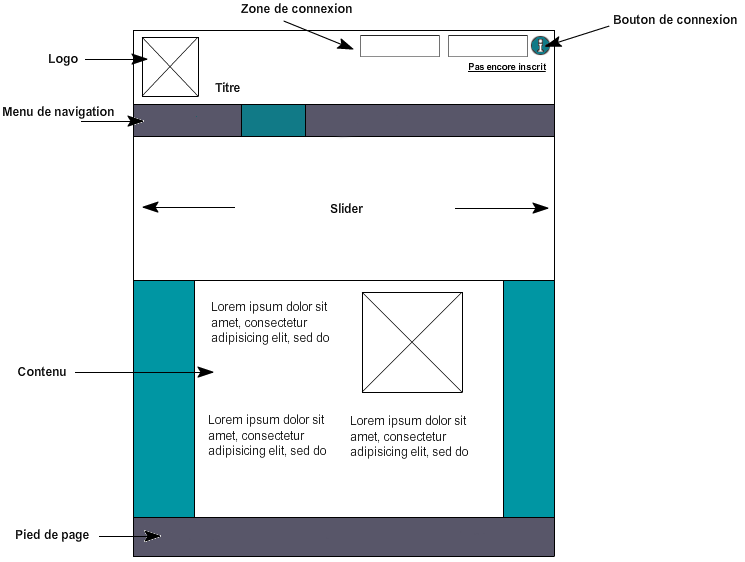 Zone de connexion
Bouton de connexion
Logo
Pas encore inscrit
Titre
Menu de navigation
Slider
Lorem ipsum dolor sit
amet, consectetur
adipisicing elit, sed do
Contenu
Lorem ipsum dolor sit
amet, consectetur
adipisicing elit, sed do
Lorem ipsum dolor sit
amet, consectetur
adipisicing elit, sed do
Pied de page